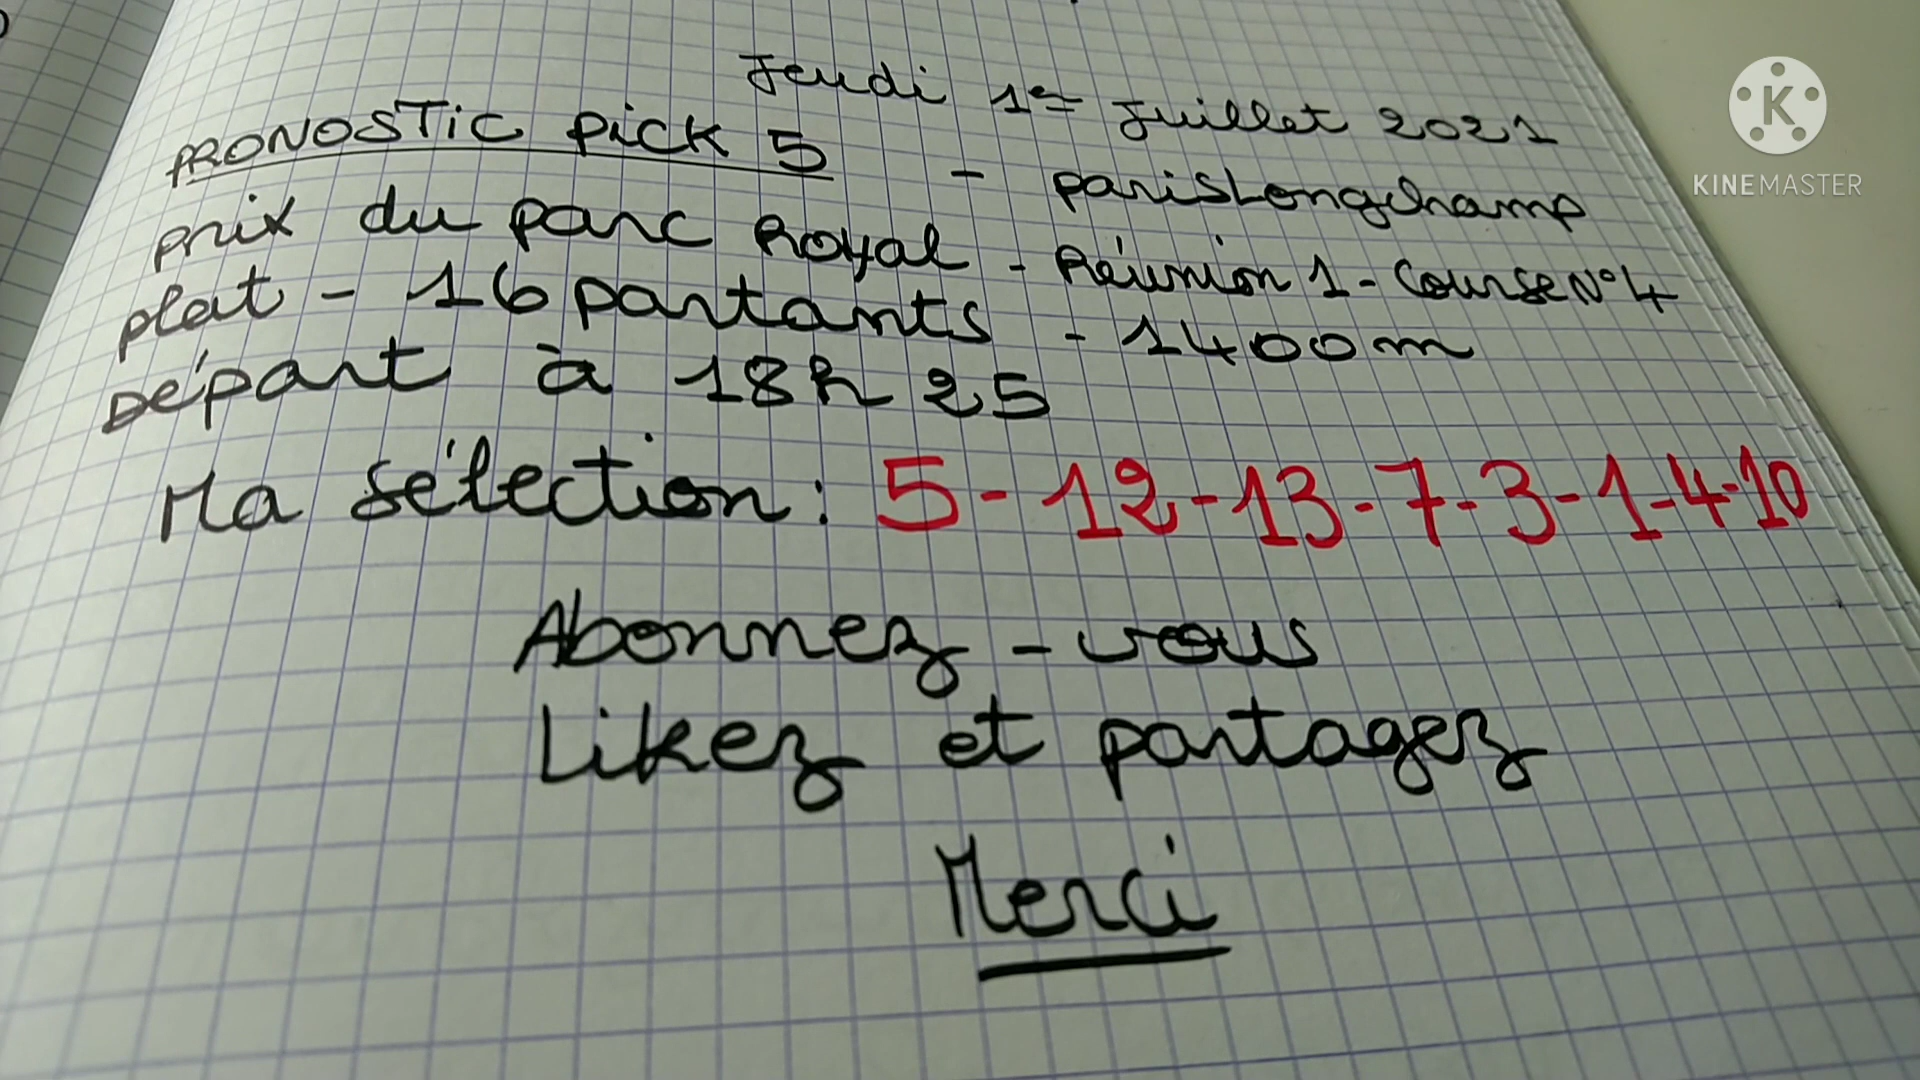 Jeudi 1er Juillet 2021
PRONOSTIC PICK 5 - parisLongchamp
prix du parc Royal - Réunion 1 - Course N°4
plat - 16 partants - 1400m
Départ à 18h25
Ma sélection : 5 - 12 - 13 - 7 - 3 - 1 - 4 - 10
Abonnez - vous
Likez et partagez
Merci
K
KINEMASTER